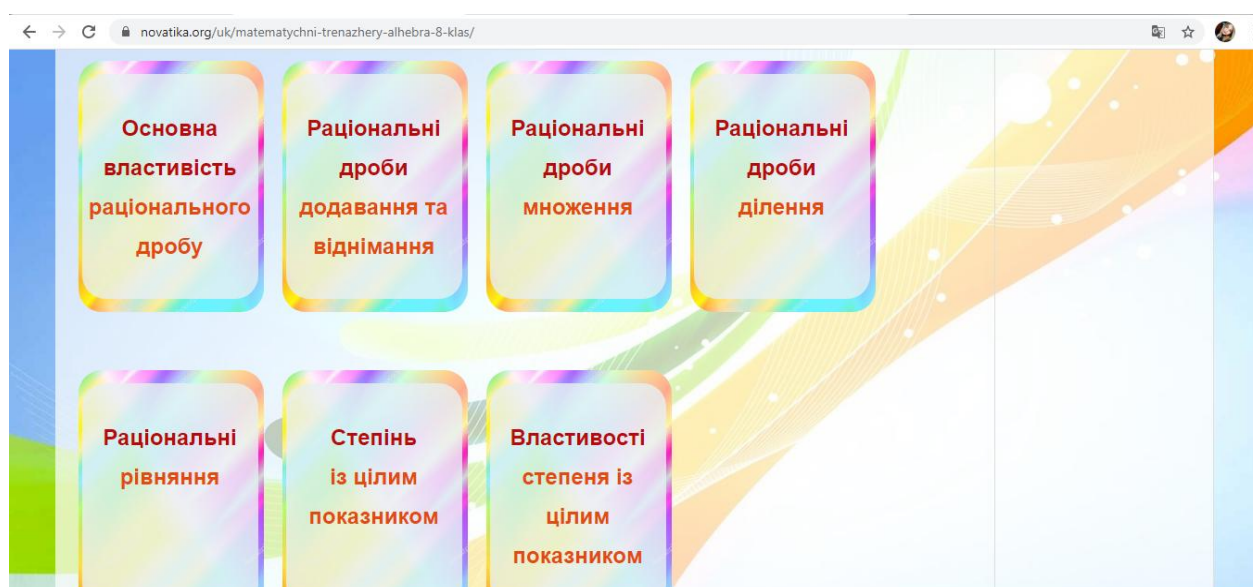 novatika.org/uk/matematychni-trenazhery-alhebra-8-klas/
Основна
властивість
раціонального
дробу
Раціональні
дроби
додавання та
віднімання
Раціональні
дроби
множення
Раціональні
дроби
ділення
Раціональні
рівняння
Степінь
із цілим
показником
Властивості
степеня із
цілим
показником